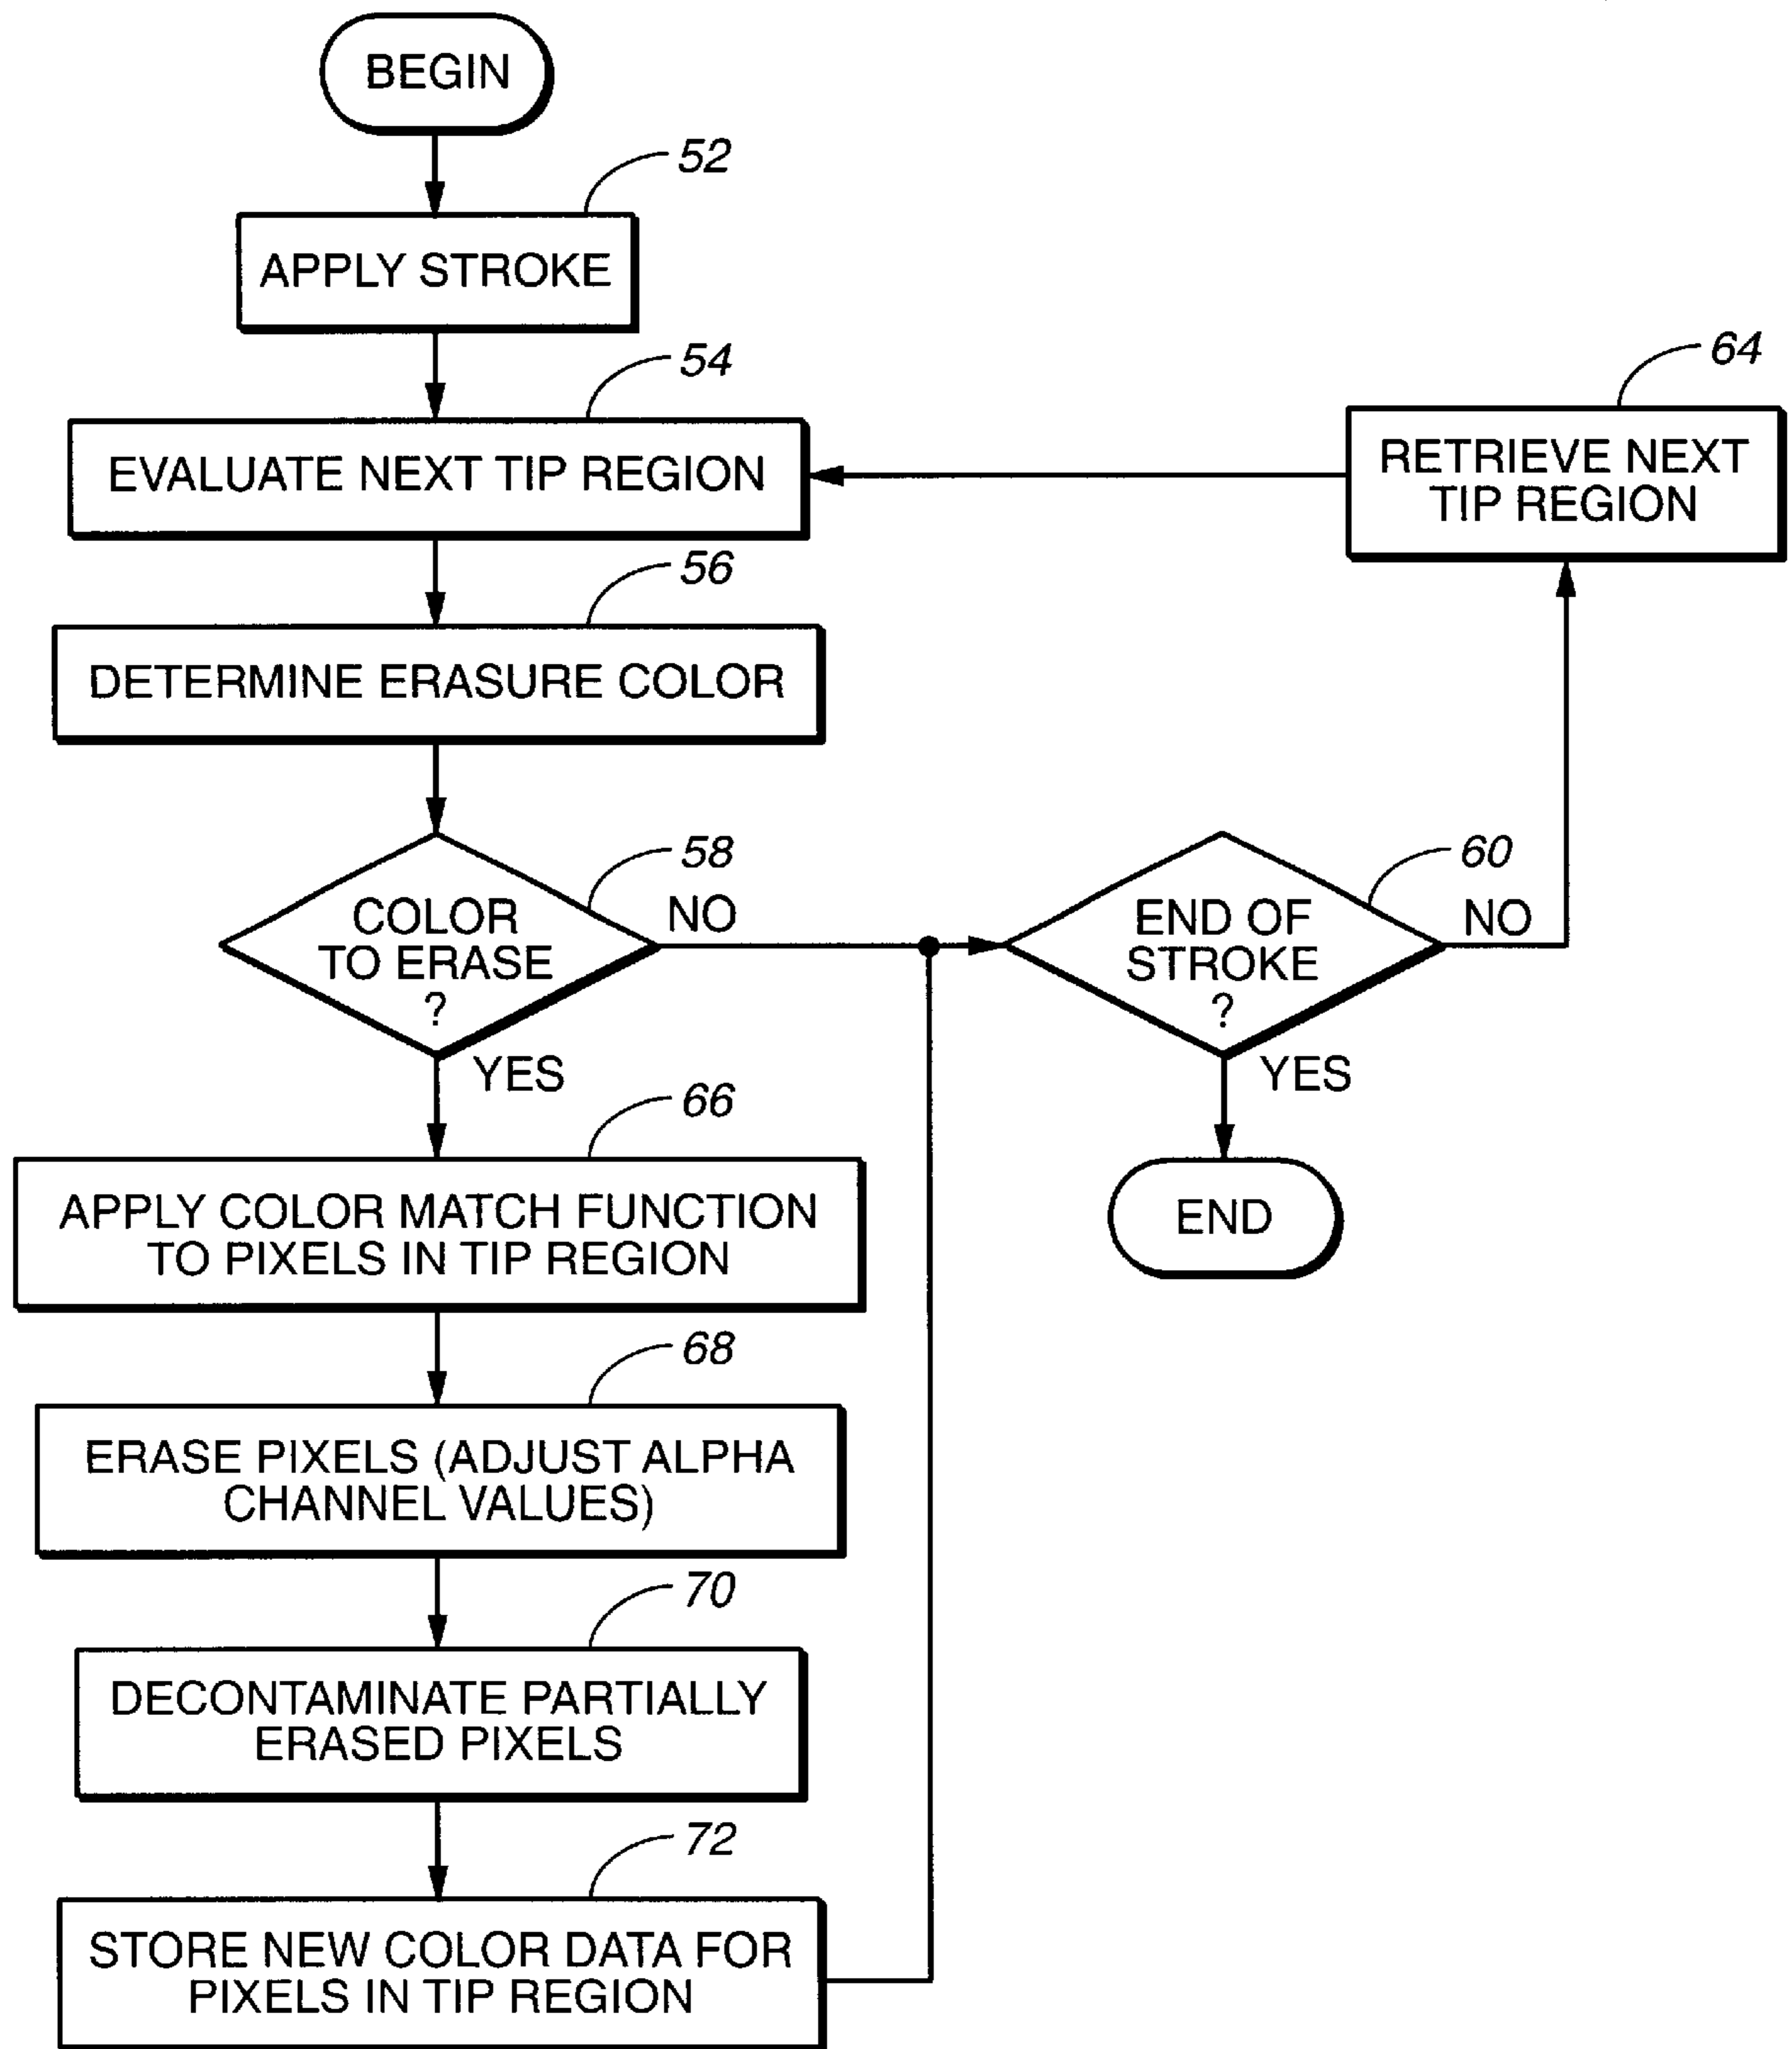 BEGIN
52
APPLY STROKE
54
EVALUATE NEXT TIP REGION
64
RETRIEVE NEXT
TIP REGION
56
DETERMINE ERASURE COLOR
58
COLOR
TO ERASE
?
NO
YES
60
END OF
STROKE
?
NO
YES
END
66
APPLY COLOR MATCH FUNCTION
TO PIXELS IN TIP REGION
68
ERASE PIXELS (ADJUST ALPHA
CHANNEL VALUES)
70
DECONTAMINATE PARTIALLY
ERASED PIXELS
72
STORE NEW COLOR DATA FOR
PIXELS IN TIP REGION